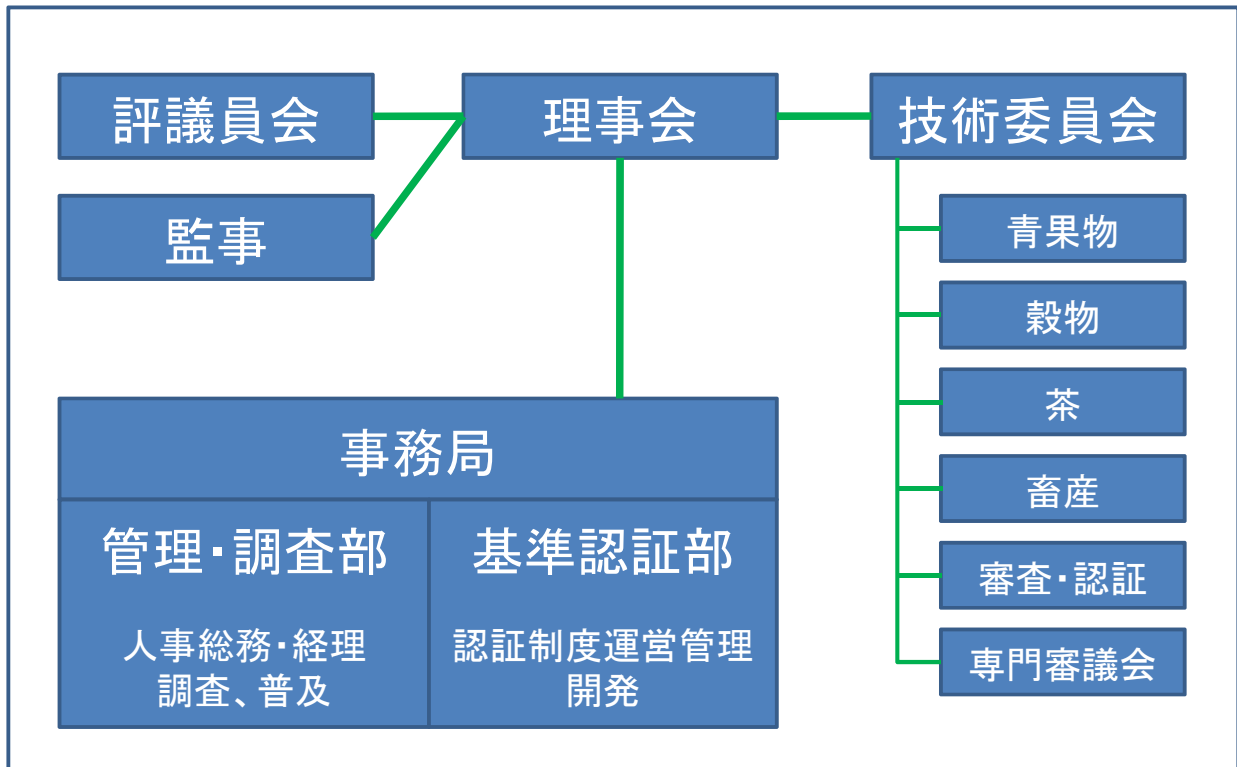 評議員会
理事会
技術委員会
監事
青果物
穀物
茶
畜産
審査・認証
専門審議会
事務局
管理・調査部
人事総務・経理
調査、普及
基準認証部
認証制度運営管理
開発